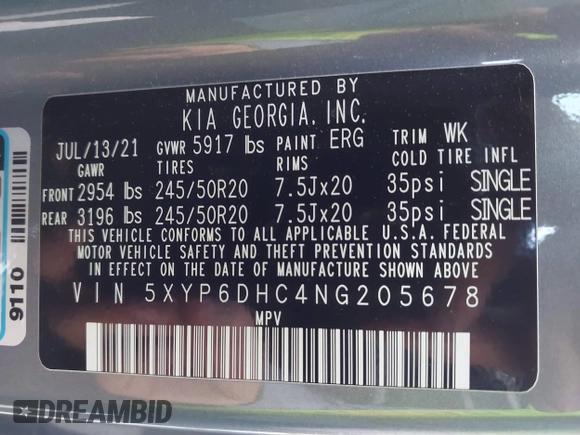 MANUFACTURED BY
KIA GEORGIA, INC.
JUL/13/21 GVWR 5917 lbs PAINT ERG TRIM WK
GAWR TIRES RIMS COLD TIRE INFL
FRONT 2954 lbs 245/50R20 7.5Jx20 35psi SINGLE
REAR 3196 lbs 245/50R20 7.5Jx20 35psi SINGLE
THIS VEHICLE CONFORMS TO ALL APPLICABLE U.S.A. FEDERAL
MOTOR VEHICLE SAFETY AND THEFT PREVENTION STANDARDS
IN EFFECT ON THE DATE OF MANUFACTURE SHOWN ABOVE.
VIN 5XYP6DHC4NG205678
MPV
9110
DREAMBID